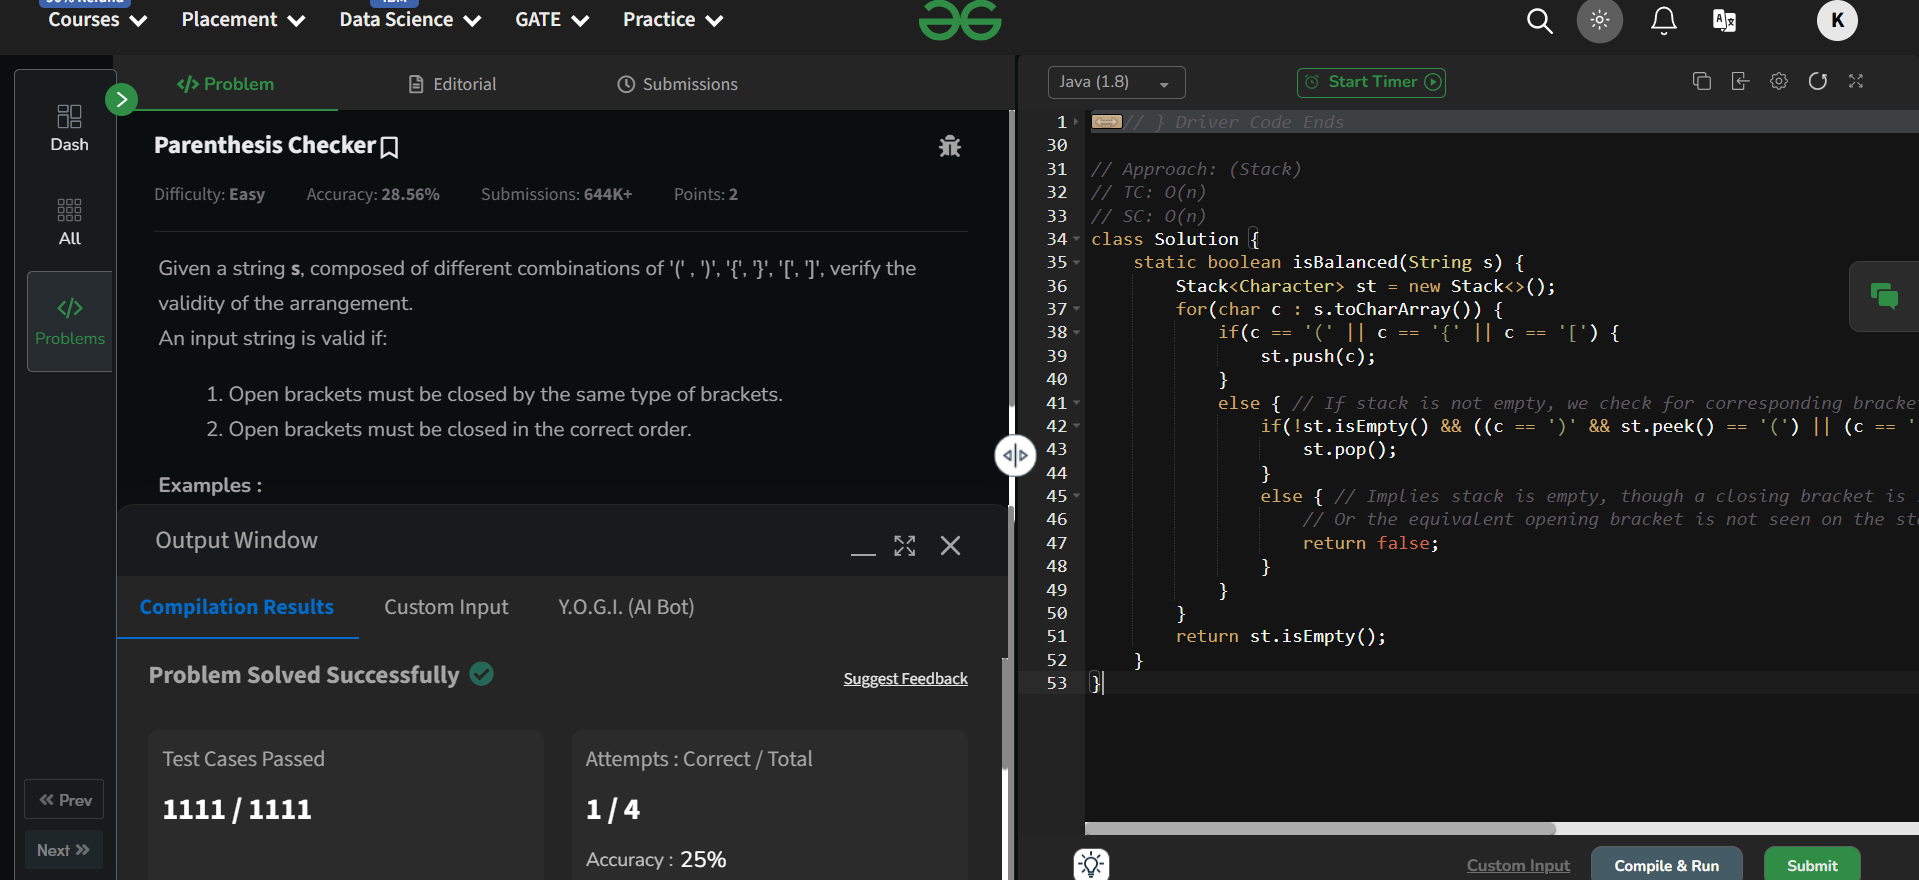 Courses
Placement
Data Science
GATE
Practice
K
Dash
All
Problems
Prev
Next
Problem
Editorial
Submissions
Parenthesis Checker
Difficulty: Easy
Accuracy: 28.56%
Submissions: 644K+
Points: 2
Given a string s, composed of different combinations of '(' , ')', '{', '}', '[', ']', verify the
validity of the arrangement.
An input string is valid if:
1. Open brackets must be closed by the same type of brackets.
2. Open brackets must be closed in the correct order.
Examples :
Output Window
Compilation Results
Custom Input
Y.O.G.I. (AI Bot)
Problem Solved Successfully
Suggest Feedback
Test Cases Passed
1111 / 1111
Attempts : Correct / Total
1 / 4
Accuracy : 25%
Java (1.8)
Start Timer
1 // } Driver Code Ends
30
31 // Approach: (Stack)
32 // TC: O(n)
33 // SC: O(n)
34 class Solution {
35 static boolean isBalanced(String s) {
36 Stack<Character> st = new Stack<>();
37 for(char c : s.toCharArray()) {
38 if(c == '(' || c == '{' || c == '[') {
39 st.push(c);
40 }
41 else { // If stack is not empty, we check for corresponding
42 if(!st.isEmpty() && ((c == ')' && st.peek() == '(') || (c == '
43 st.pop();
44 }
45 else { // Implies stack is empty, though a closing bracket is
46 // Or the equivalent opening bracket is not seen on the
47 return false;
48 }
49 }
50 }
51 return st.isEmpty();
52 }
53 }
Custom Input
Compile & Run
Submit